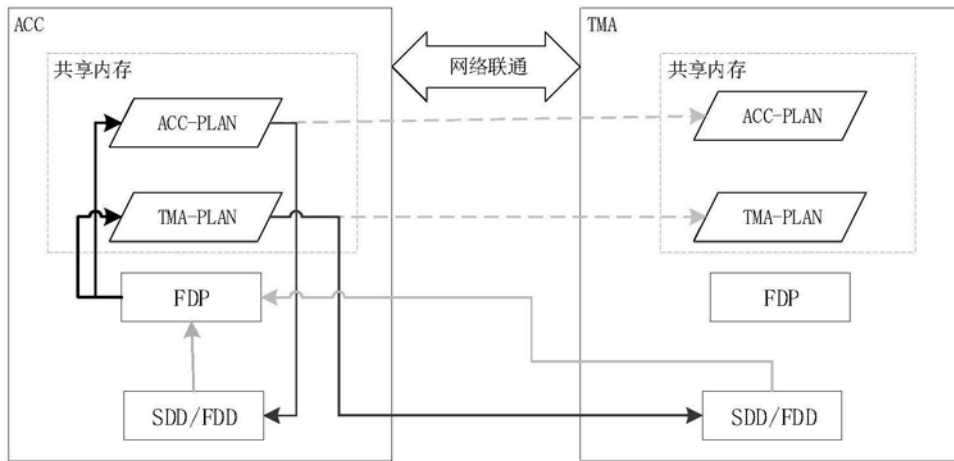 ACC
TMA
网络联通
共享内存
共享内存
ACC-PLAN
ACC-PLAN
TMA-PLAN
TMA-PLAN
FDP
FDP
SDD/FDD
SDD/FDD